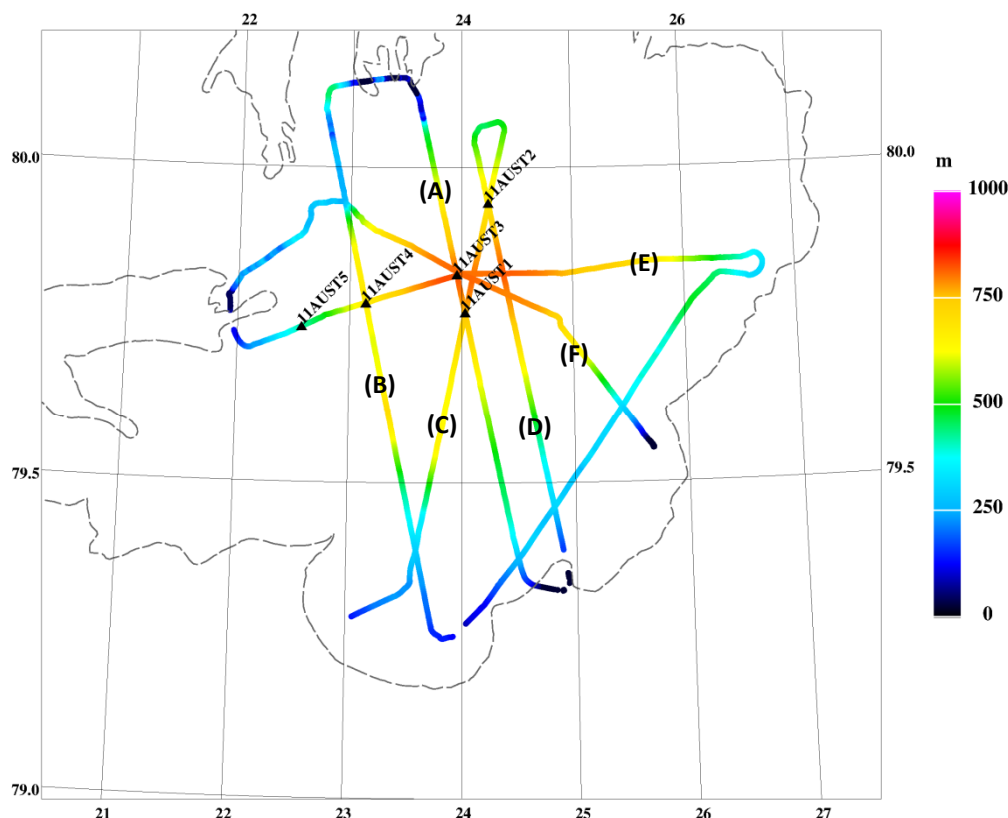 22 24 26
80.0 80.0
m
1000
11AUST2
(A)
11AUST3
(E)
11AUST4
11AUST1
11AUST5
750
(F)
(B)
500
(C) (D)
79.5 79.5
250
0
79.0
21 22 23 24 25 26 27